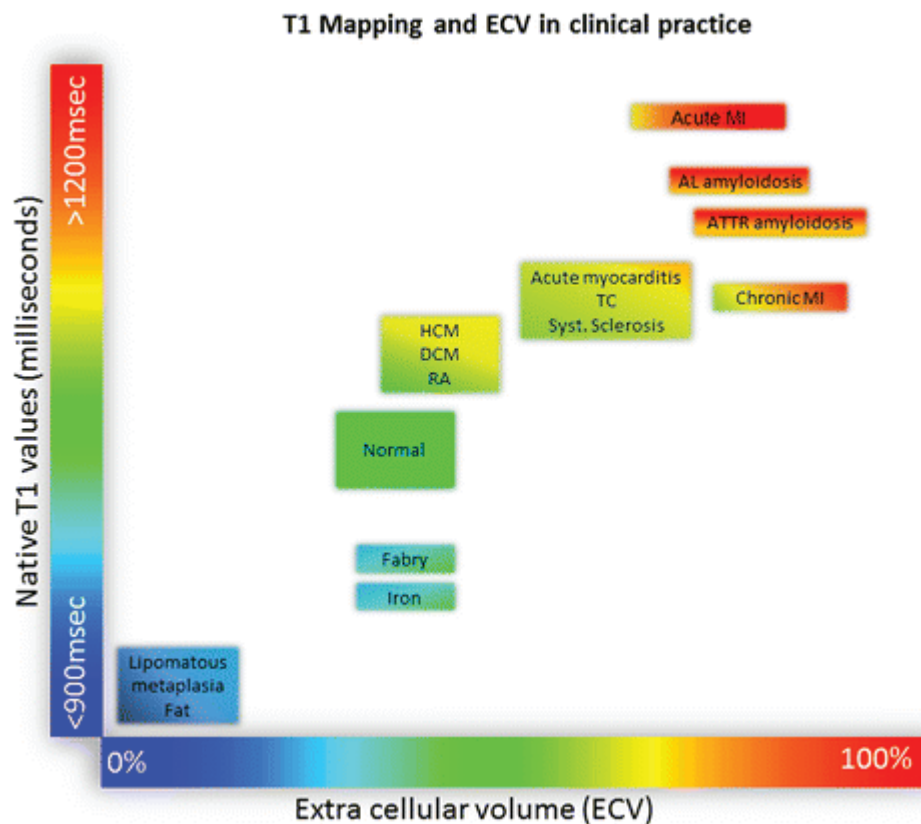 T1 Mapping and ECV in clinical practice
Native T1 values (milliseconds)
>1200msec
<900msec
Acute MI
AL amyloidosis
ATTR amyloidosis
Acute myocarditis
TC
Syst. Sclerosis
Chronic MI
HCM
DCM
RA
Normal
Fabry
Iron
Lipomatous
metaplasia
Fat
0%
100%
Extra cellular volume (ECV)